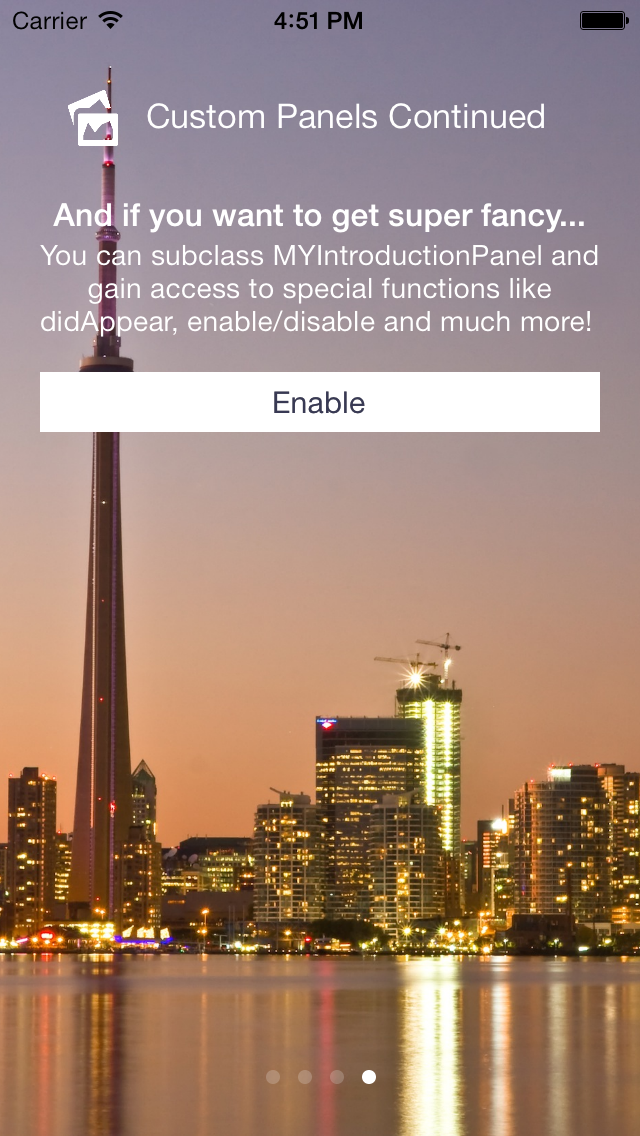 Carrier 4:51 PM
Custom Panels Continued
And if you want to get super fancy...
You can subclass MYIntroductionPanel and
gain access to special functions like
didAppear, enable/disable and much more!
Enable